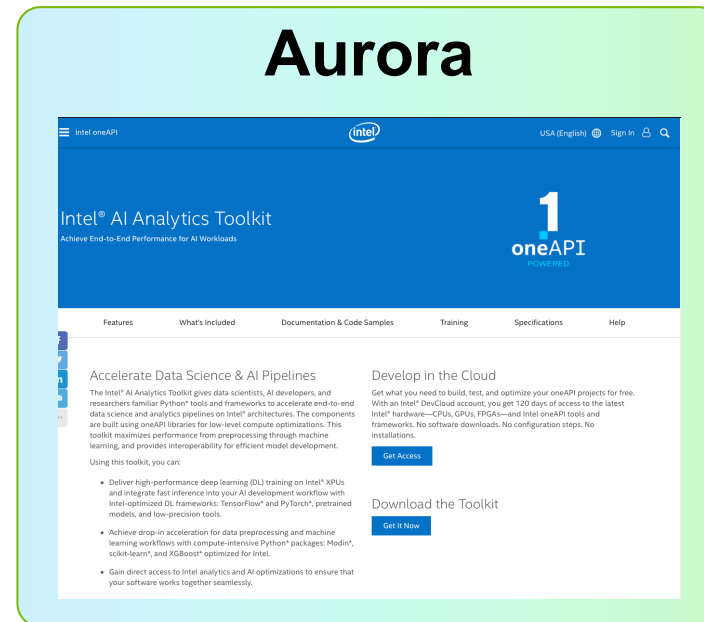 Aurora
Intel oneAPI
intel
USA (English)
Sign In
Intel® AI Analytics Toolkit
Achieve End-to-End Performance for AI Workloads
1
oneAPI
POWERED
Features
What's Included
Documentation & Code Samples
Training
Specifications
Help
Accelerate Data Science & AI Pipelines
The Intel® AI Analytics Toolkit gives data scientists, AI developers, and
researchers familiar Python* tools and frameworks to accelerate end-to-end
data science and analytics pipelines on Intel® architectures. The components
are built using oneAPI libraries for low-level compute optimizations. This
toolkit maximizes performance from preprocessing through machine
learning, and provides interoperability for efficient model development.
Using this toolkit, you can:
• Deliver high-performance deep learning (DL) training on Intel® XPUs
and integrate fast inference into your AI development workflow with
Intel-optimized DL frameworks: TensorFlow* and PyTorch*, pretrained
models, and low-precision tools.
• Achieve drop-in acceleration for data preprocessing and machine
learning workflows with compute-intensive Python* packages: Modin*,
scikit-learn*, and XGBoost* optimized for Intel.
• Gain direct access to Intel analytics and AI optimizations to ensure that
your software works together seamlessly.
Develop in the Cloud
Get what you need to build, test, and optimize your oneAPI projects for free.
With an Intel® DevCloud account, you get 120 days of access to the latest
Intel® hardware—CPUs, GPUs, FPGAs—and Intel oneAPI tools and
frameworks. No software downloads. No configuration steps. No
installations.
Get Access
Download the Toolkit
Get It Now